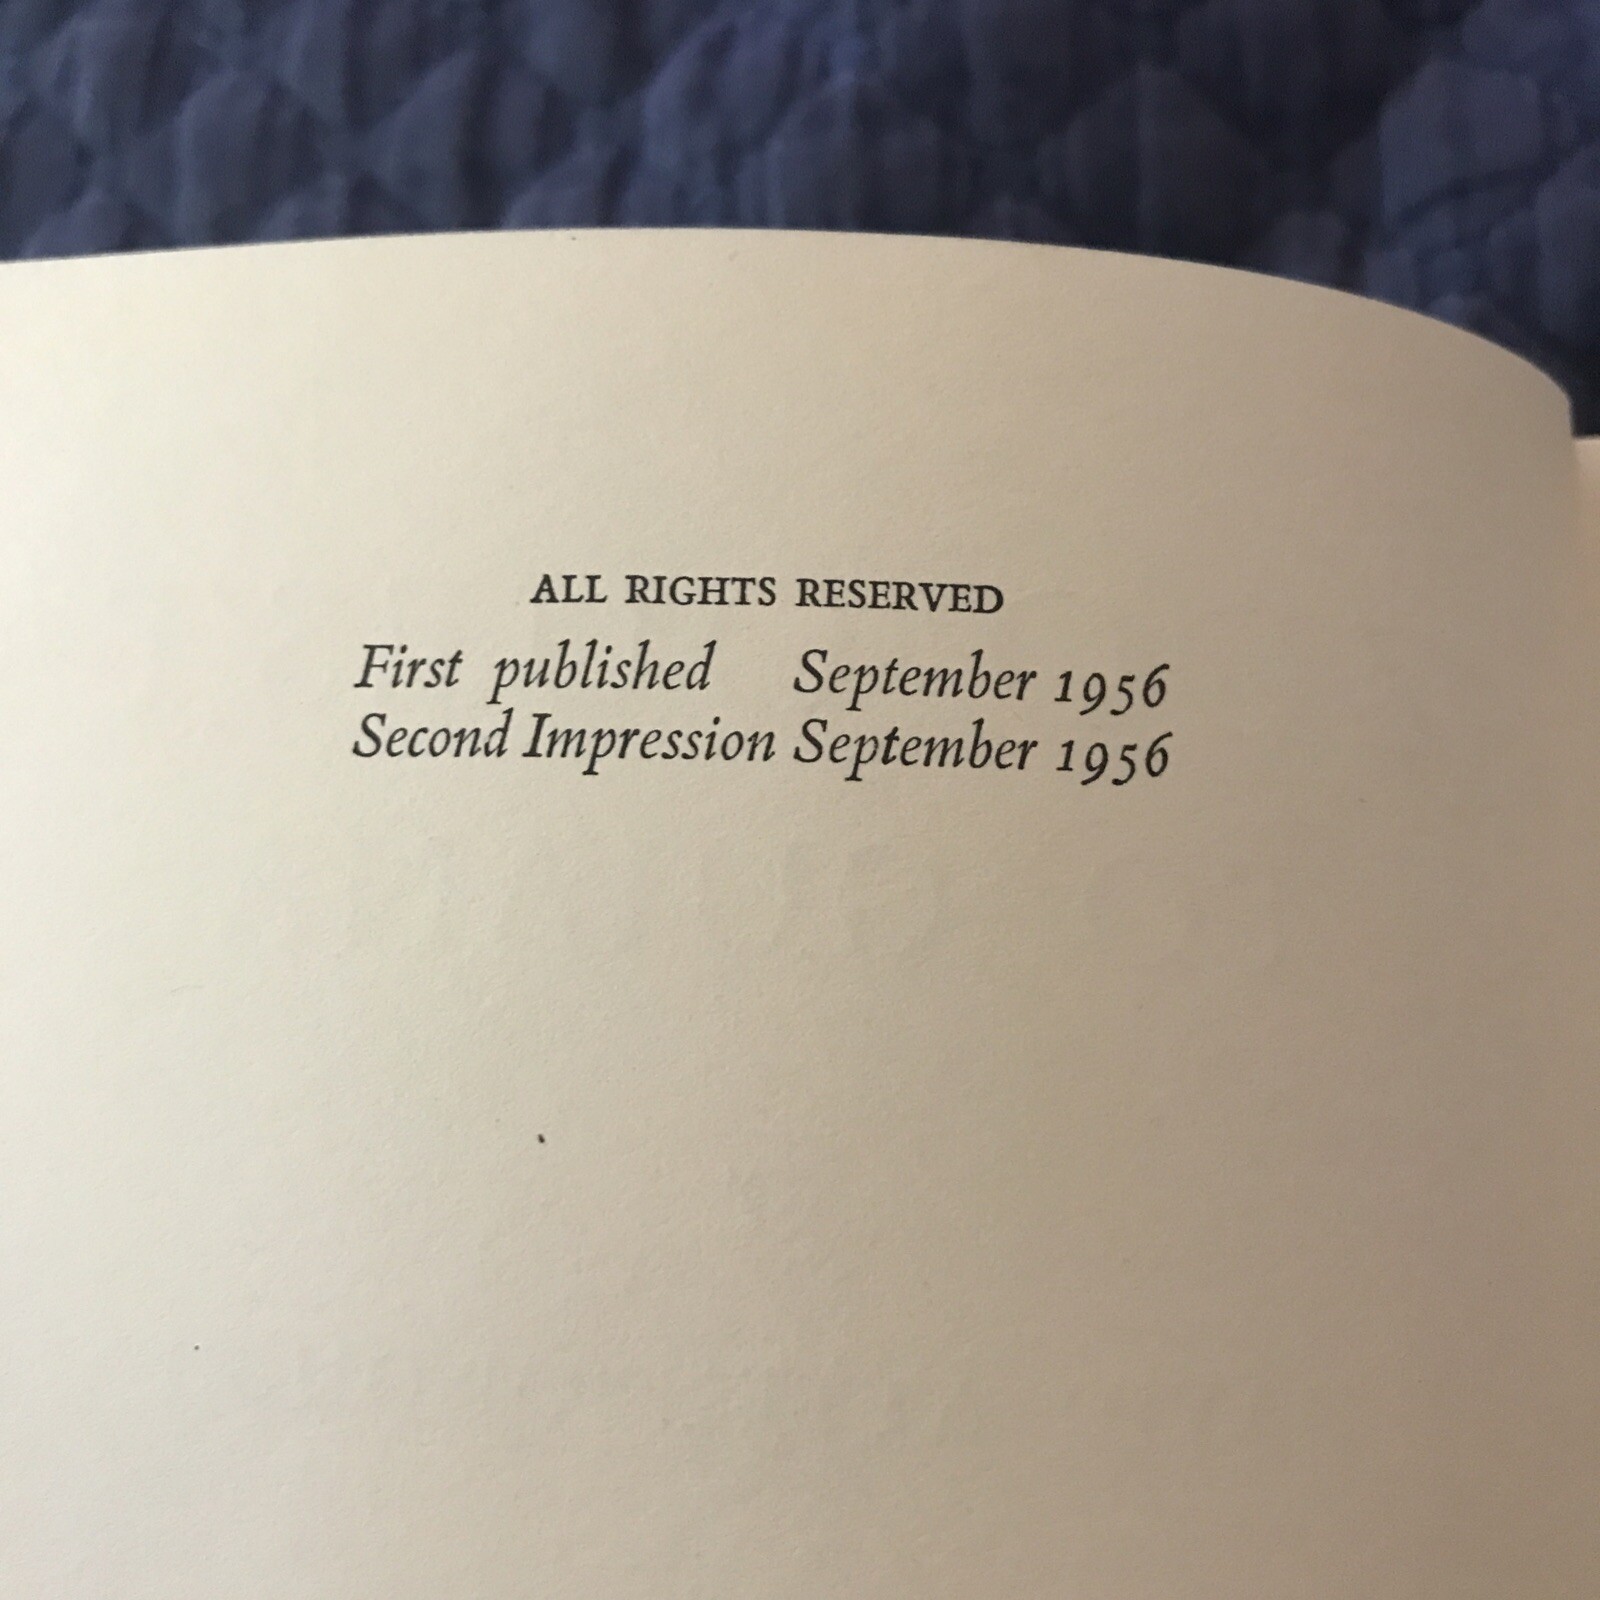 ALL RIGHTS RESERVED
First published September 1956
Second Impression September 1956